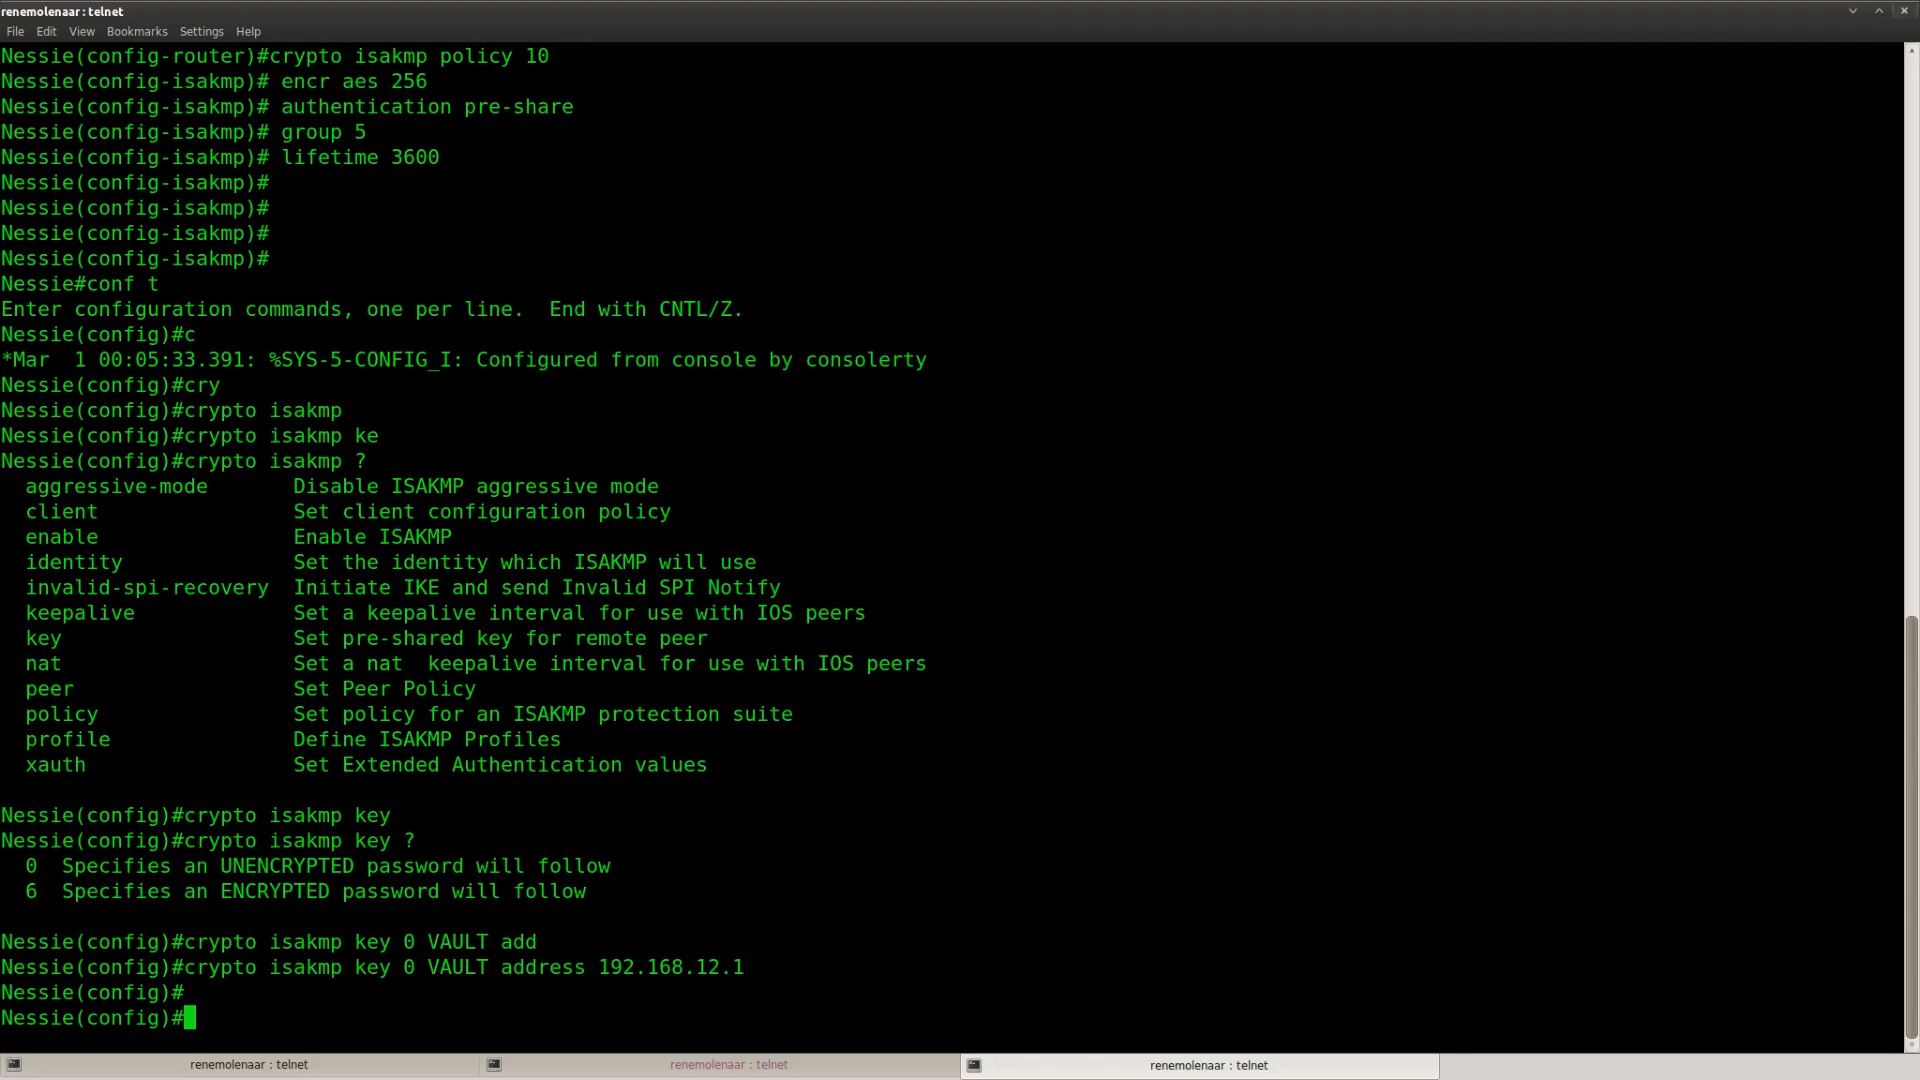 renemolenaar : telnet
File Edit View Bookmarks Settings Help
Nessie(config-router)#crypto isakmp policy 10
Nessie(config-isakmp)# encr aes 256
Nessie(config-isakmp)# authentication pre-share
Nessie(config-isakmp)# group 5
Nessie(config-isakmp)# lifetime 3600
Nessie(config-isakmp)#
Nessie(config-isakmp)#
Nessie(config-isakmp)#
Nessie(config-isakmp)#
Nessie#conf t
Enter configuration commands, one per line.  End with CNTL/Z.
Nessie(config)#c
*Mar  1 00:05:33.391: %SYS-5-CONFIG_I: Configured from console by consolerty
Nessie(config)#cry
Nessie(config)#crypto isakmp
Nessie(config)#crypto isakmp ke
Nessie(config)#crypto isakmp ?
  aggressive-mode       Disable ISAKMP aggressive mode
  client                Set client configuration policy
  enable                Enable ISAKMP
  identity              Set the identity which ISAKMP will use
  invalid-spi-recovery  Initiate IKE and send Invalid SPI Notify
  keepalive             Set a keepalive interval for use with IOS peers
  key                   Set pre-shared key for remote peer
  nat                   Set a nat  keepalive interval for use with IOS peers
  peer                  Set Peer Policy
  policy                Set policy for an ISAKMP protection suite
  profile               Define ISAKMP Profiles
  xauth                 Set Extended Authentication values
Nessie(config)#crypto isakmp key
Nessie(config)#crypto isakmp key ?
  0  Specifies an UNENCRYPTED password will follow
  6  Specifies an ENCRYPTED password will follow
Nessie(config)#crypto isakmp key 0 VAULT add
Nessie(config)#crypto isakmp key 0 VAULT address 192.168.12.1
Nessie(config)#
Nessie(config)#
renemolenaar : telnet renemolenaar : telnet renemolenaar : telnet